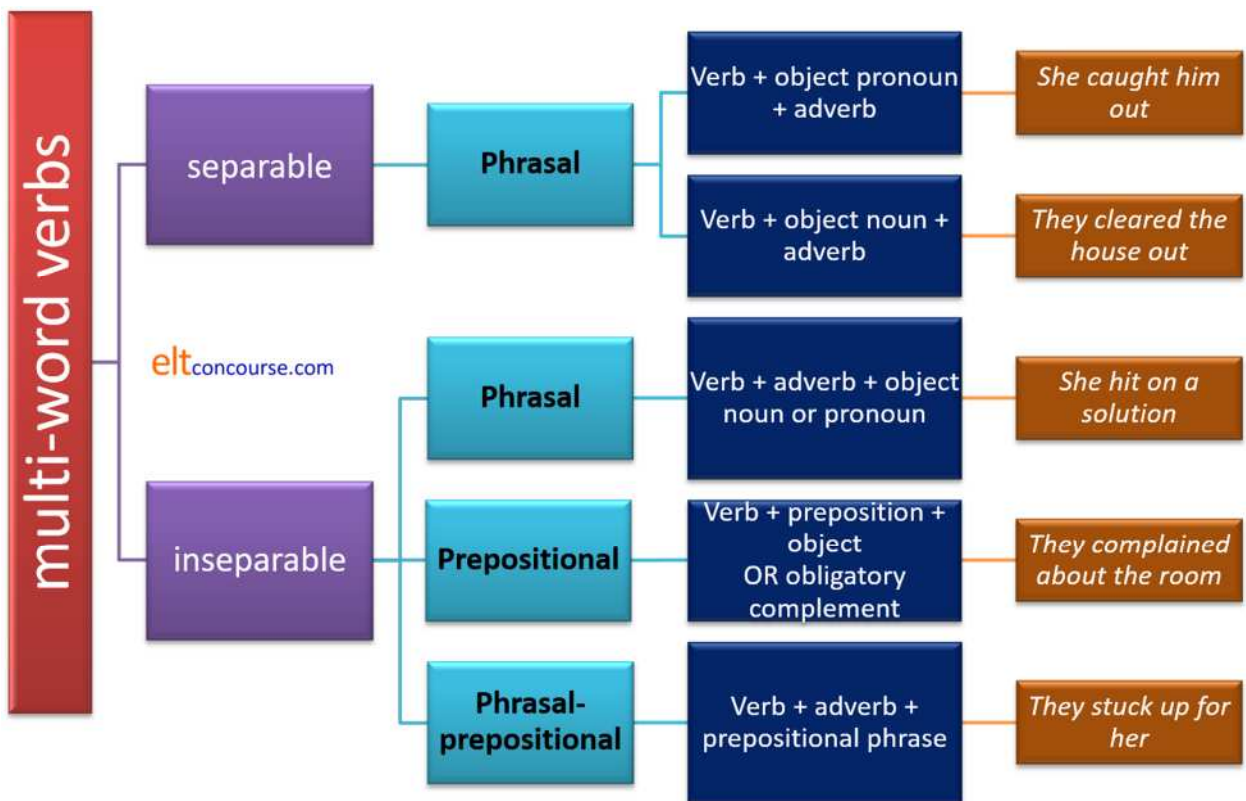 multi-word verbs
separable
Phrasal
Verb + object pronoun
+ adverb
She caught him
out
Verb + object noun +
adverb
They cleared the
house out
eltconcourse.com
inseparable
Phrasal
Verb + adverb + object
noun or pronoun
She hit on a
solution
Prepositional
Verb + preposition +
object
OR obligatory
complement
They complained
about the room
Phrasal-
prepositional
Verb + adverb +
prepositional phrase
They stuck up for
her